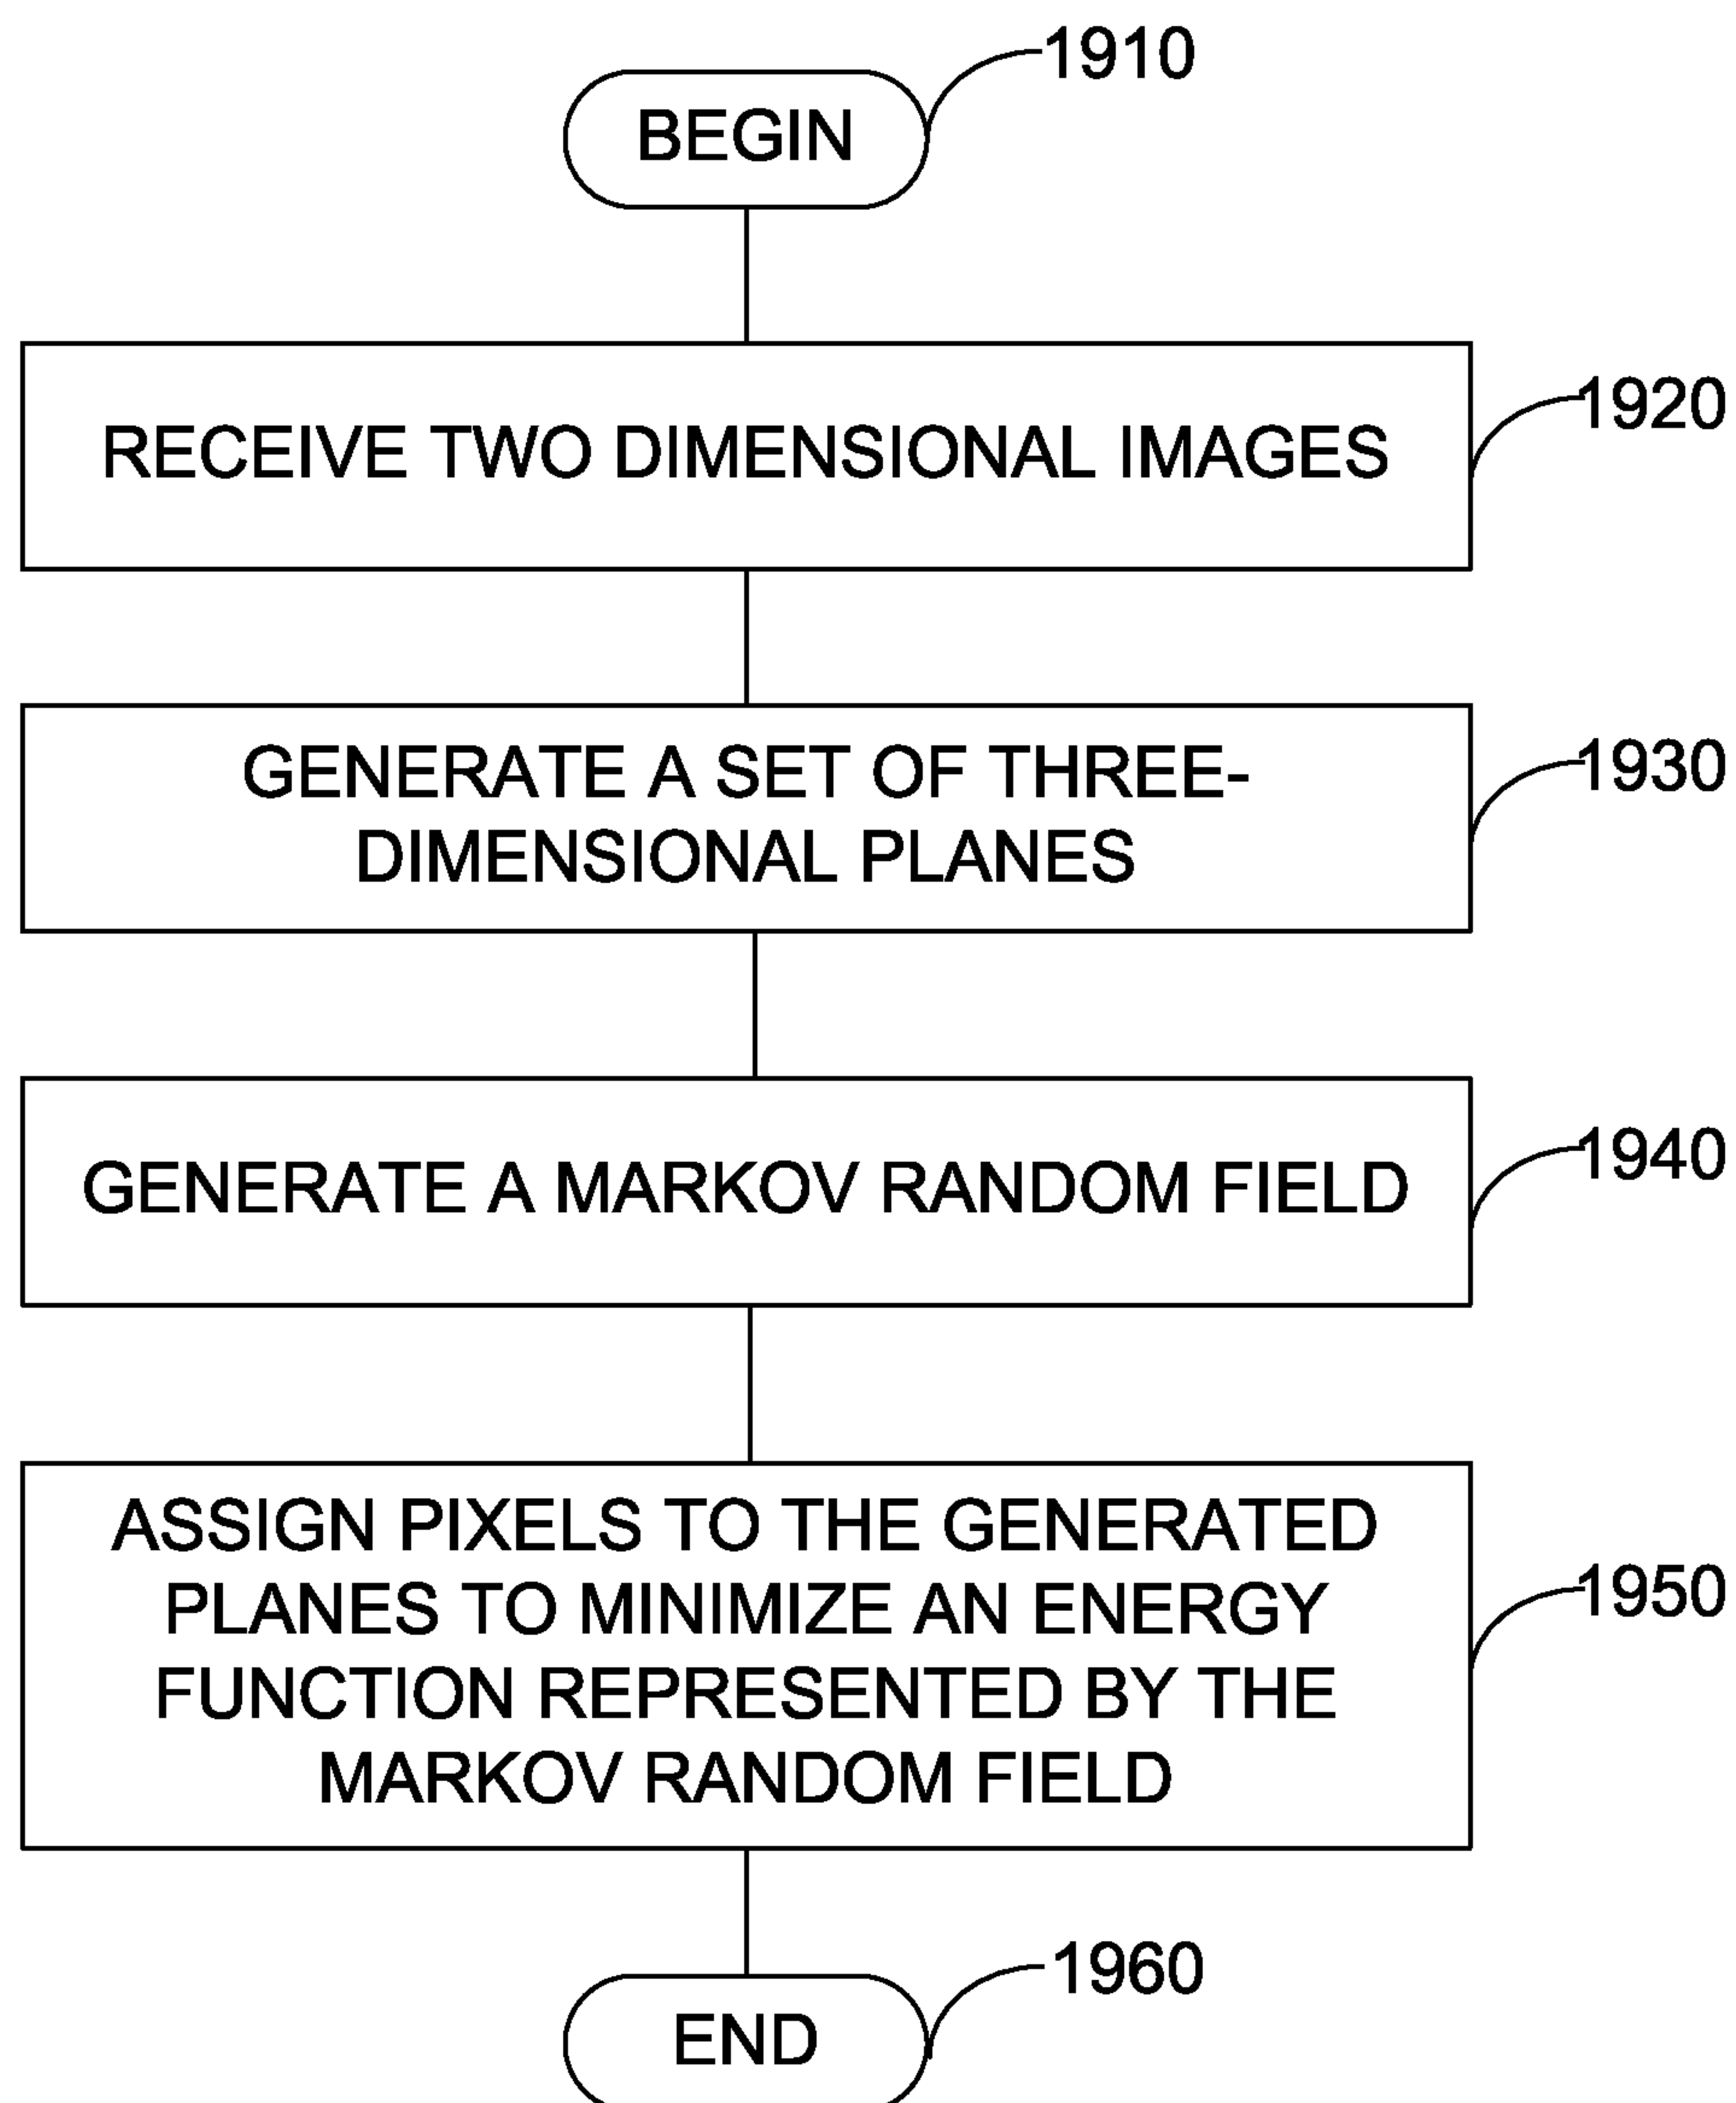 1910
BEGIN
1920
RECEIVE TWO DIMENSIONAL IMAGES
1930
GENERATE A SET OF THREE-
DIMENSIONAL PLANES
1940
GENERATE A MARKOV RANDOM FIELD
ASSIGN PIXELS TO THE GENERATED
1950
PLANES TO MINIMIZE AN ENERGY
FUNCTION REPRESENTED BY THE
MARKOV RANDOM FIELD
1960
END